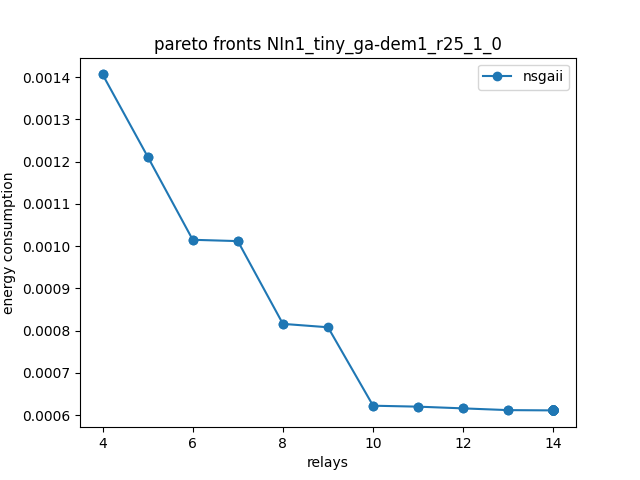 pareto fronts NIn1_tiny_ga-dem1_r25_1_0
nsgaii
0.0014
0.0013
0.0012
0.0011
0.0010
0.0009
0.0008
0.0007
0.0006
energy consumption
4 6 8 10 12 14
relays